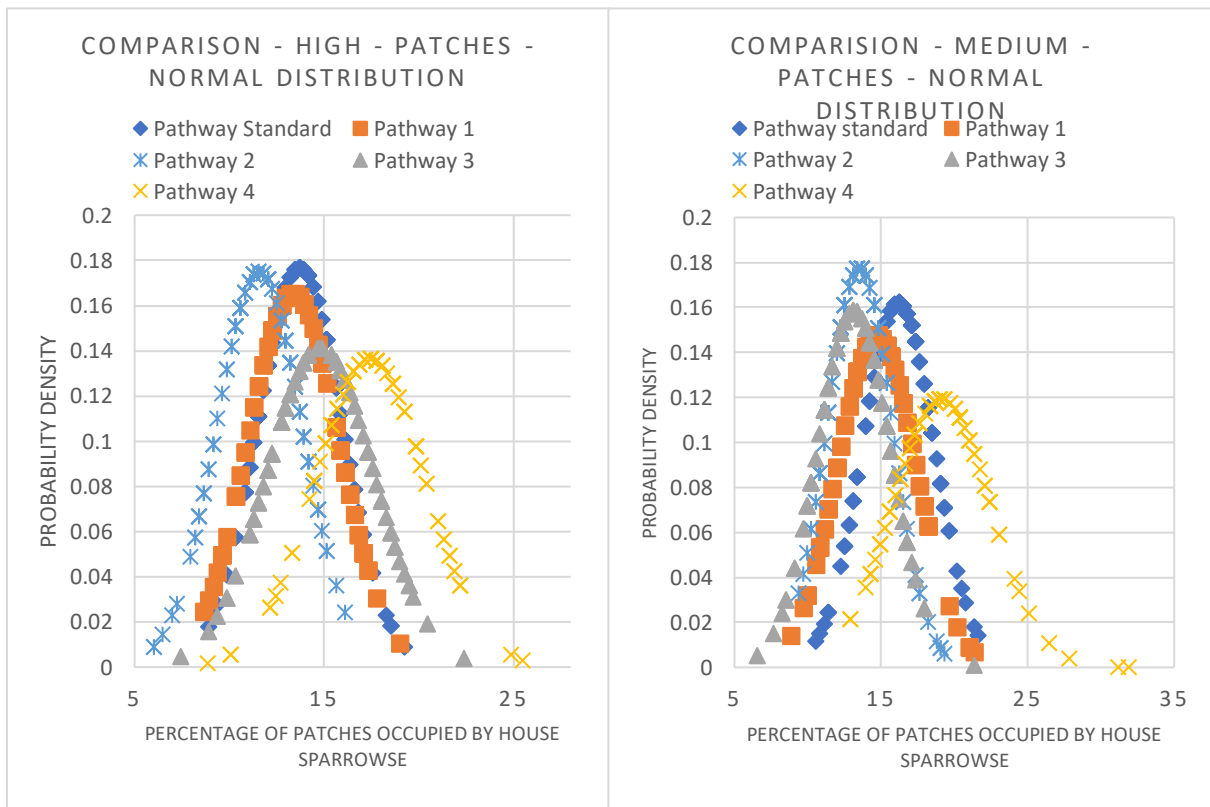 COMPARISON - HIGH - PATCHES -
NORMAL DISTRIBUTION
Pathway Standard
Pathway 1
Pathway 2
Pathway 3
Pathway 4
0.2
0.18
0.16
0.14
0.12
0.1
0.08
0.06
0.04
0.02
0
PROBABILITY DENSITY
5
15
25
PERCENTAGE OF PATCHES OCCUPIED BY HOUSE
SPARROWSE
COMPARISION - MEDIUM -
PATCHES - NORMAL
DISTRIBUTION
Pathway standard
Pathway 1
Pathway 2
Pathway 3
Pathway 4
0.2
0.18
0.16
0.14
0.12
0.1
0.08
0.06
0.04
0.02
0
PROBABILITY DENSITY
5
15
25
35
PERCENTAGE OF PATCHES OCCUPIED BY HOUSE
SPARROWSE